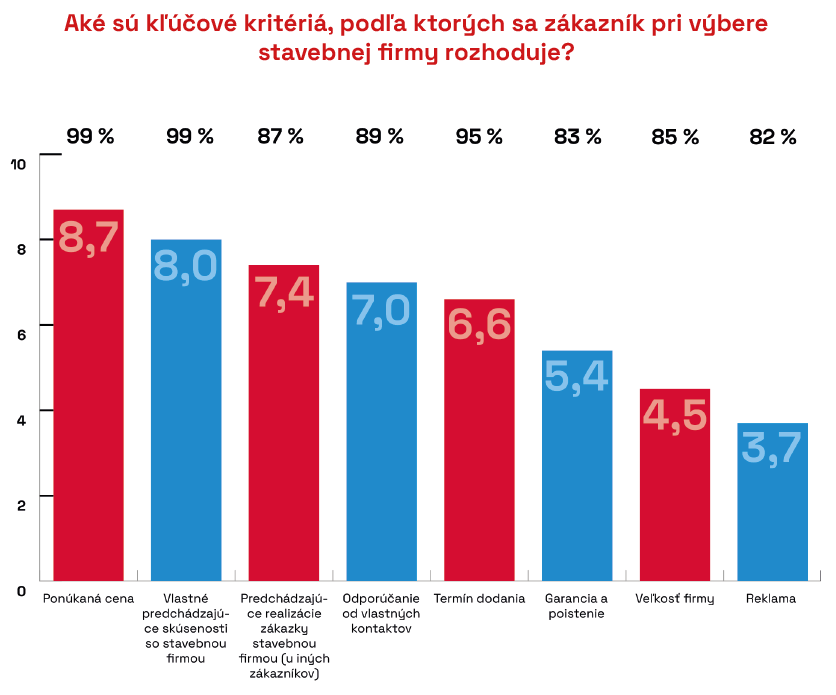 Aké sú kľúčové kritériá, podľa ktorých sa zákazník pri výbere
stavebnej firmy rozhoduje?
99 % 99 % 87 % 89 % 95 % 83 % 85 % 82 %
10
8
6
4
2
0
8,7
8,0
7,4
7,0
6,6
5,4
4,5
3,7
Ponúkaná cena
Vlastné
predchádzajú-
ce skúsenosti
so stavebnou
firmou
Predchádzajú-
ce realizácie
zákazky
stavebnou
firmou (u iných
zákazníkov)
Odporúčanie
od vlastných
kontaktov
Termín dodania
Garancia a
poistenie
Veľkosť firmy
Reklama